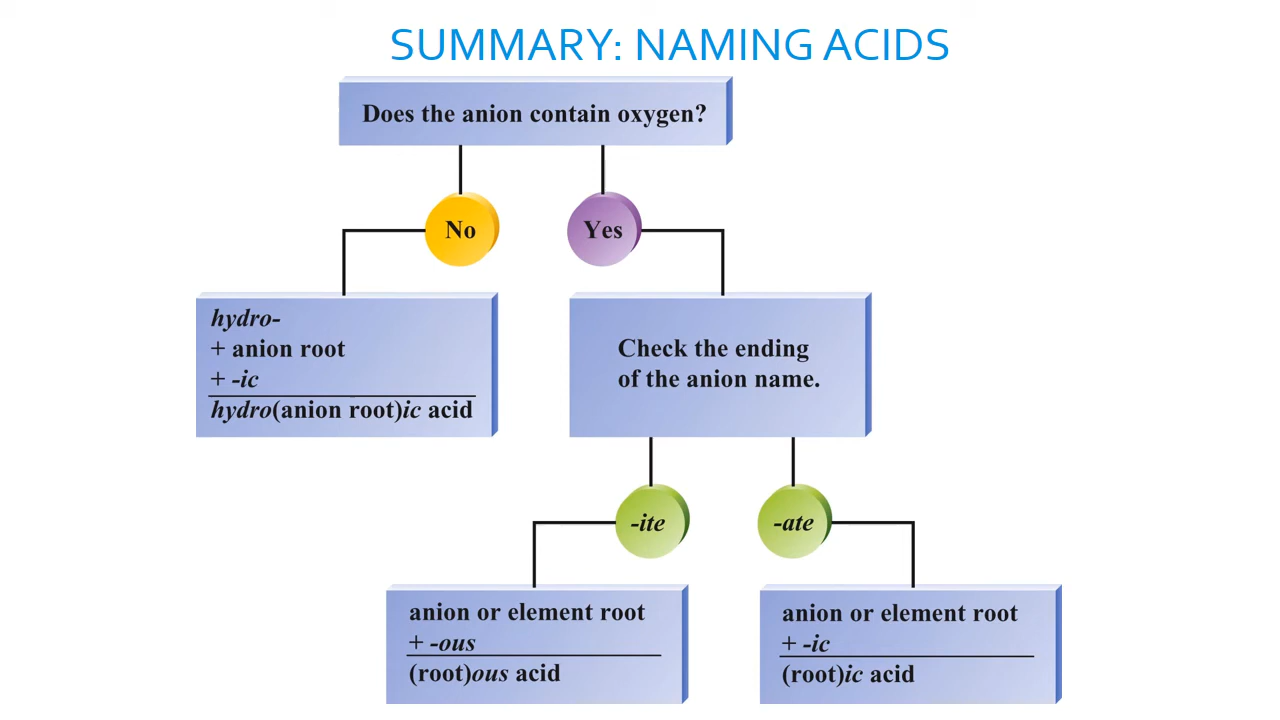 SUMMARY: NAMING ACIDS
Does the anion contain oxygen?
No
Yes
hydro-
+ anion root
+ -ic
hydro(anion root)ic acid
Check the ending
of the anion name.
-ite
-ate
anion or element root
+ -ous
(root)ous acid
anion or element root
+ -ic
(root)ic acid